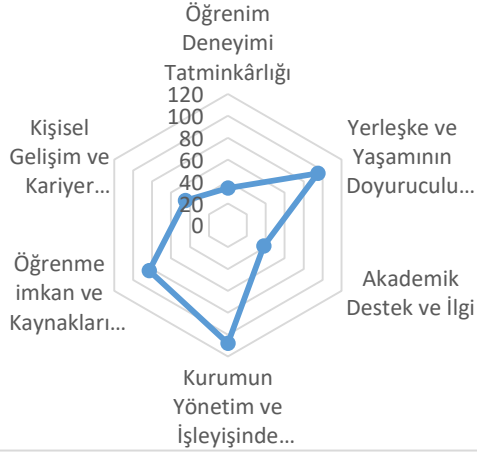 Öğrenim
Deneyimi
Tatminkârlığı
120
100
80
60
40
20
0
Yerleşke ve
Yaşamının
Doyuruculu...
Akademik
Destek ve İlgi
Kurumun
Yönetim ve
İşleyişinde...
Öğrenme
imkan ve
Kaynakları...
Kişisel
Gelişim ve
Kariyer...